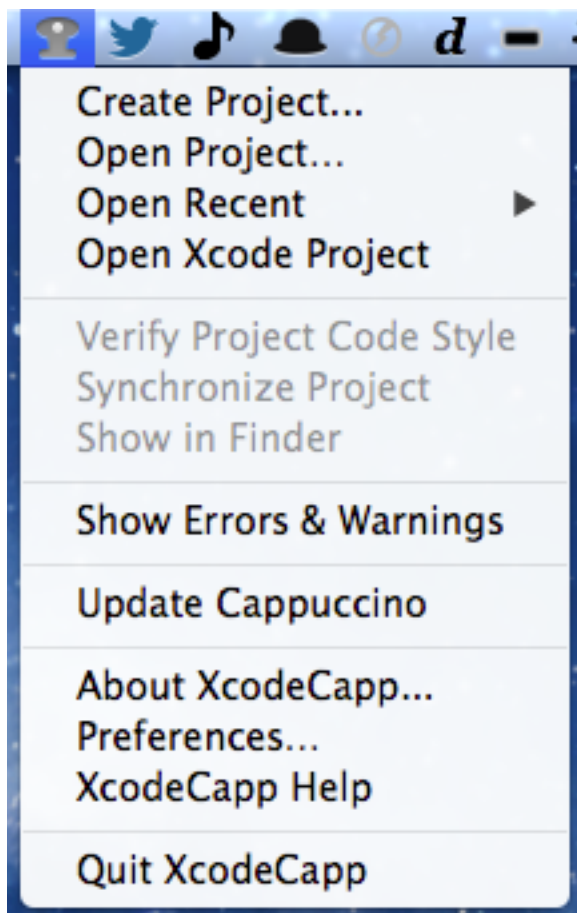 d
Create Project...
Open Project...
Open Recent
Open Xcode Project
Verify Project Code Style
Synchronize Project
Show in Finder
Show Errors & Warnings
Update Cappuccino
About XcodeCapp...
Preferences...
XcodeCapp Help
Quit XcodeCapp